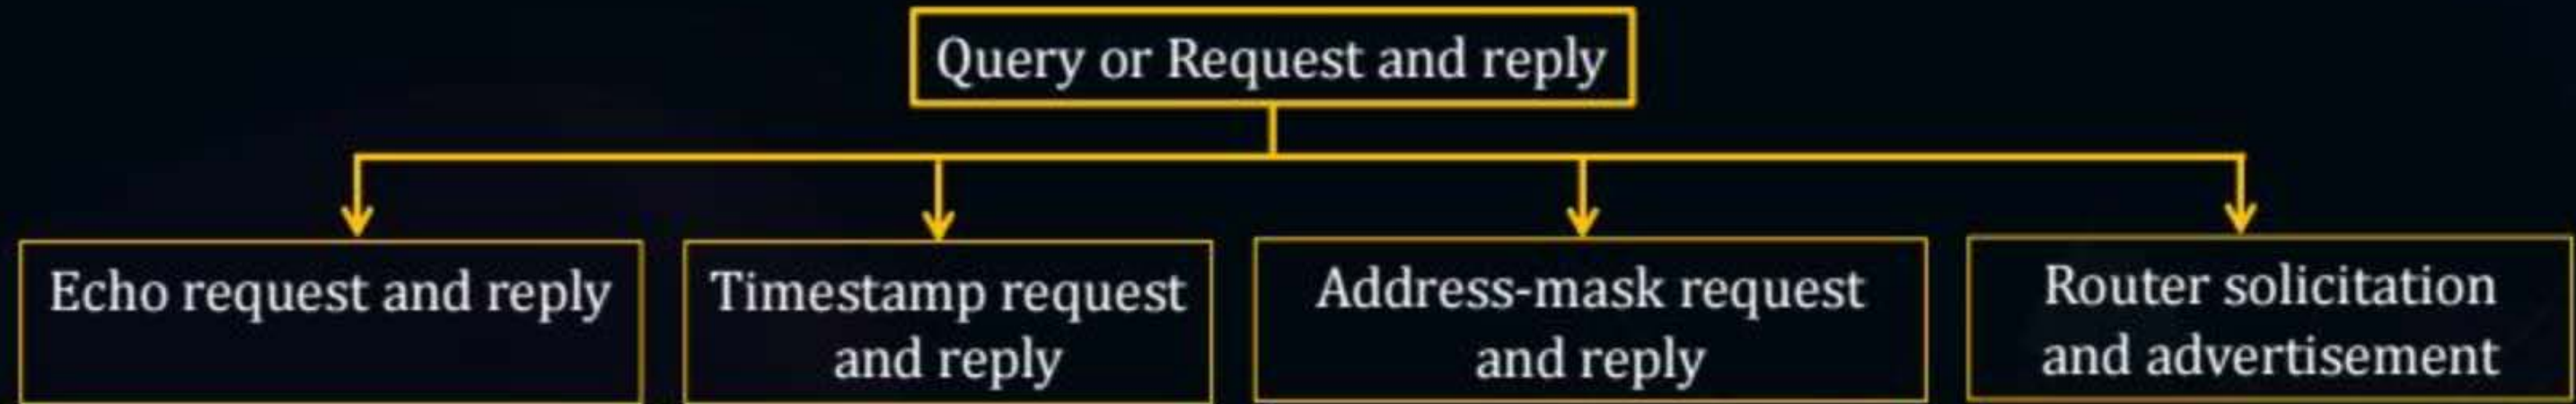 Query or Request and reply
Echo request and reply
Timestamp request
and reply
Address-mask request
and reply
Router solicitation
and advertisement